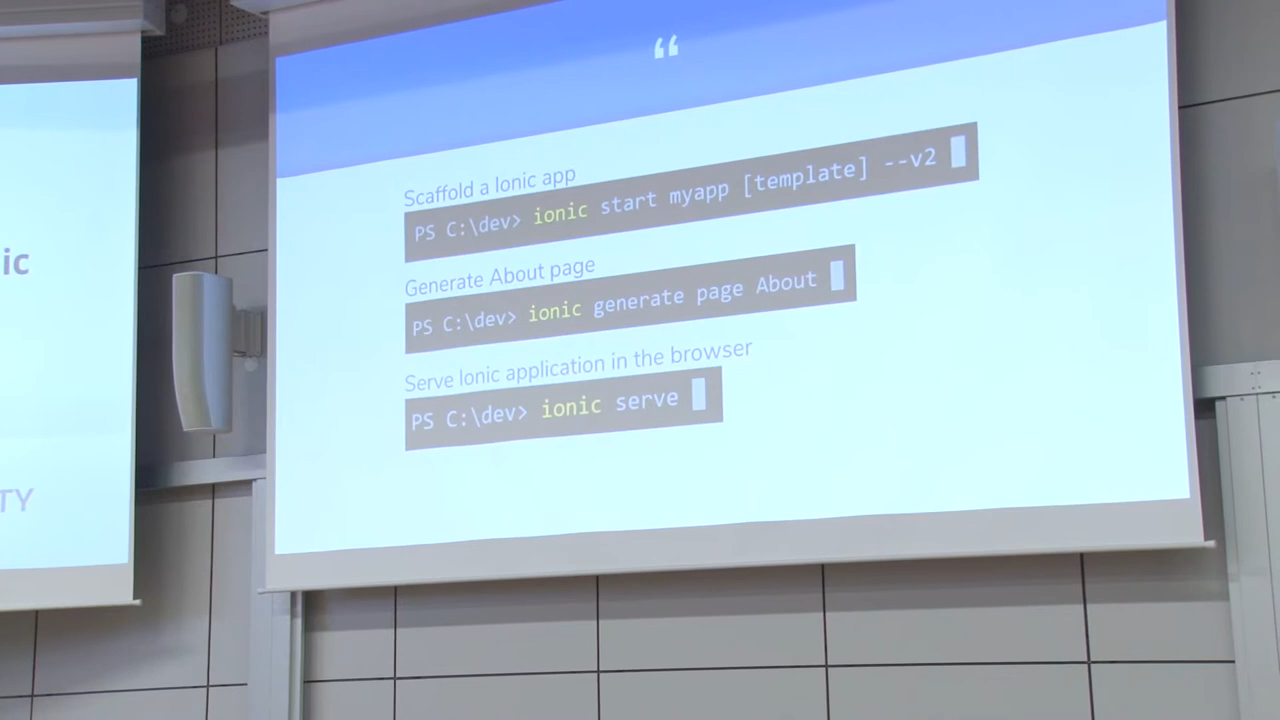 ic
TY
“
Scaffold a Ionic app
PS C:\dev> ionic start myapp [template] --v2
Generate About page
PS C:\dev> ionic generate page About
Serve Ionic application in the browser
PS C:\dev> ionic serve